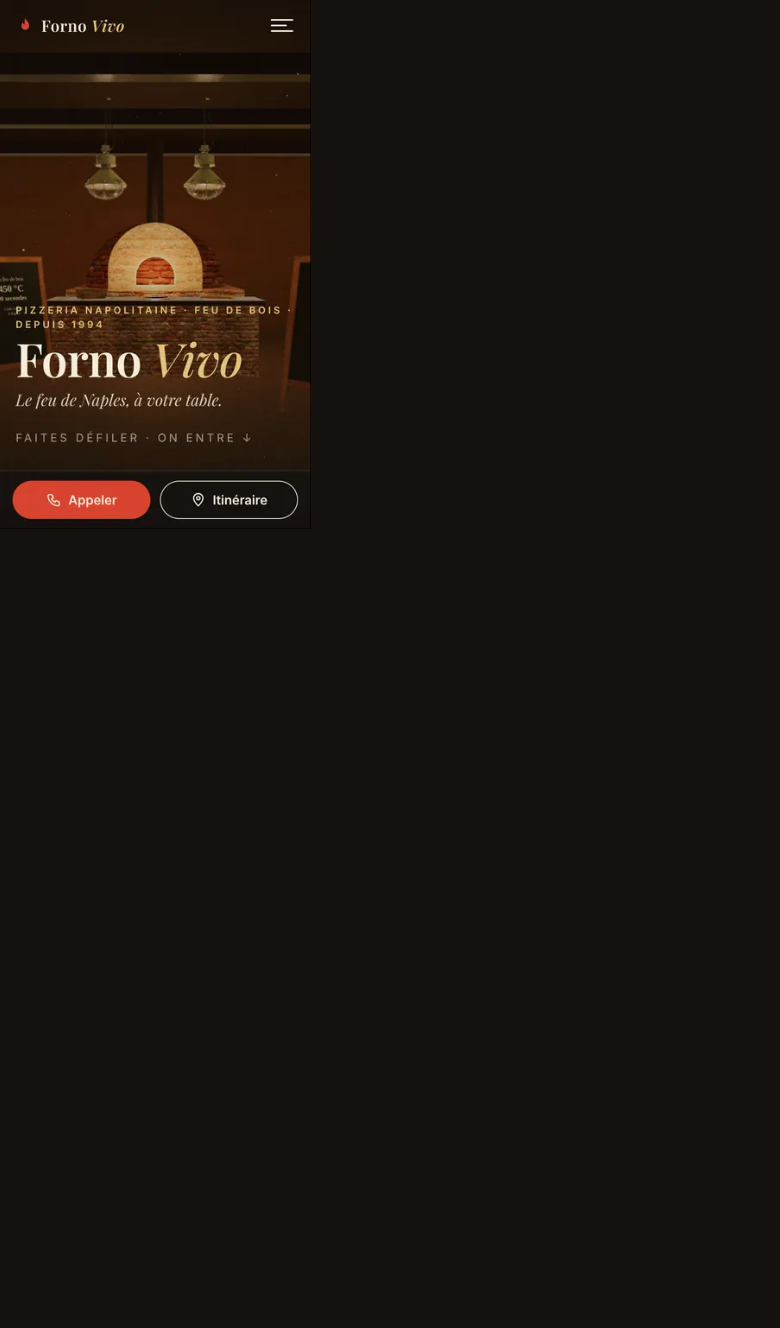 Forno Vivo
450 °C
PIZZERIA NAPOLITAINE · FEU DE BOIS ·
DEPUIS 1994
Forno Vivo
Le feu de Naples, à votre table.
FAITES DÉFILER · ON ENTRE ↓
Appeler
Itinéraire